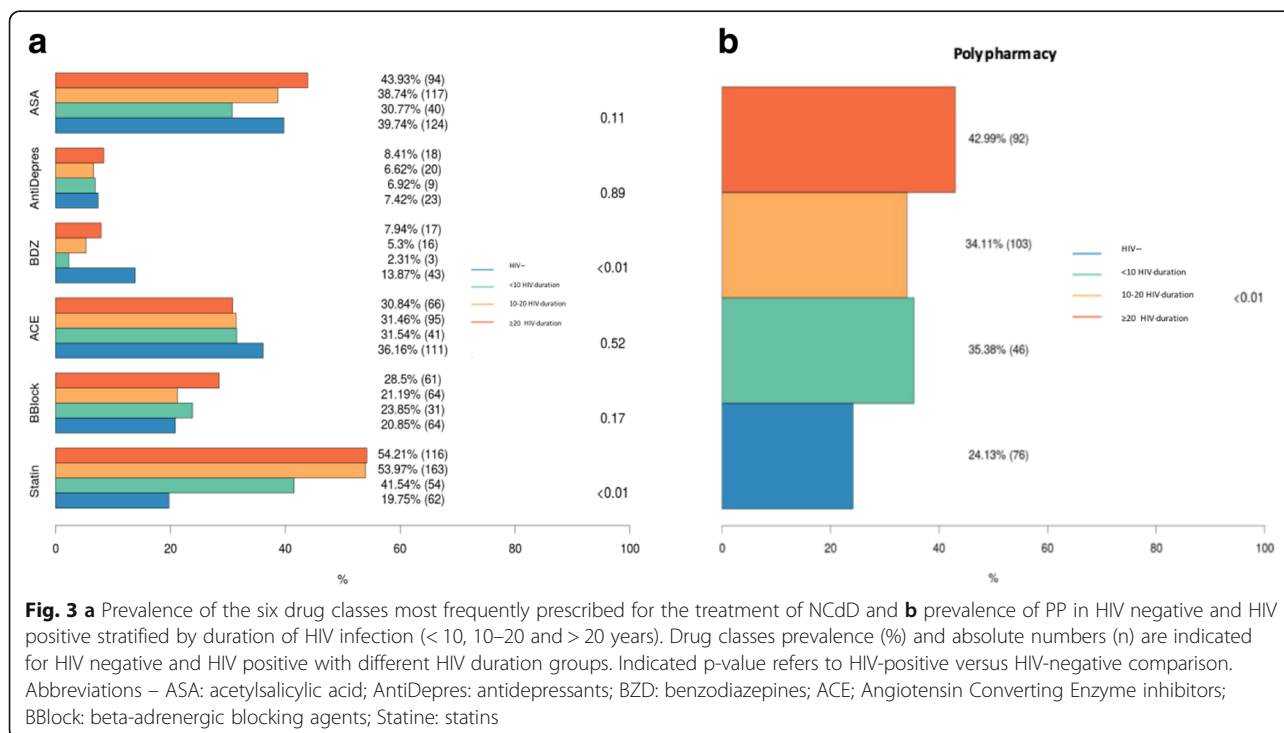 a
ASA
43.93% (94)
38.74% (117)
30.77% (40)
39.74% (124)
0.11
AntiDepres
8.41% (18)
6.62% (20)
6.92% (9)
7.42% (23)
0.89
BDZ
7.94% (17)
5.3% (16)
2.31% (3)
13.87% (43)
<0.01
HIV–
<10 HIV-duration
10-20 HIV-duration
≥20 HIV-duration
ACE
30.84% (66)
31.46% (95)
31.54% (41)
36.16% (111)
0.52
BBlock
28.5% (61)
21.19% (64)
23.85% (31)
20.85% (64)
0.17
Statin
54.21% (116)
53.97% (163)
41.54% (54)
19.75% (62)
<0.01
0 20 40 60 80 100
%
b
Polypharmacy
42.99% (92)
34.11% (103)
35.38% (46)
24.13% (76)
HIV–
<10 HIV-duration
10-20 HIV-duration
≥20 HIV-duration
<0.01
0 20 40 60 80 100
%
Fig. 3 a Prevalence of the six drug classes most frequently prescribed for the treatment of NCdD and b prevalence of PP in HIV negative and HIV
positive stratified by duration of HIV infection (< 10, 10–20 and > 20 years). Drug classes prevalence (%) and absolute numbers (n) are indicated
for HIV negative and HIV positive with different HIV duration groups. Indicated p-value refers to HIV-positive versus HIV-negative comparison.
Abbreviations – ASA: acetylsalicylic acid; AntiDepres: antidepressants; BZD: benzodiazepines; ACE; Angiotensin Converting Enzyme inhibitors;
BBlock: beta-adrenergic blocking agents; Statine: statins